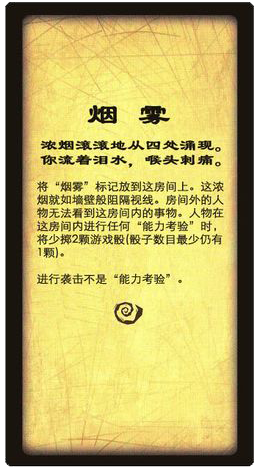 烟雾
浓烟滚滚地从四处涌现。
你流着泪水，喉头刺痛。
将“烟雾”标记放到这房间上。这浓
烟就如墙壁般阻隔视线。房间外的人
物无法看到这房间内的事物。人物在
这房间内进行任何“能力考验”时，
将少掷2颗游戏骰(骰子数目最少仍有
1颗)。
进行袭击不是“能力考验”。